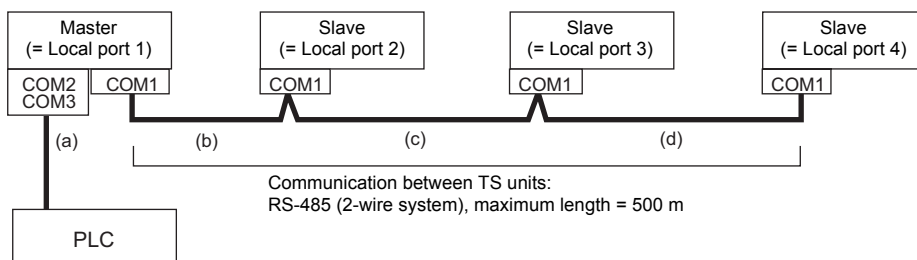 Master
(= Local port 1)
Slave
(= Local port 2)
Slave
(= Local port 3)
Slave
(= Local port 4)
COM2
COM3
COM1
COM1
COM1
COM1
(a)
(b)
(c)
(d)
Communication between TS units:
RS-485 (2-wire system), maximum length = 500 m
PLC